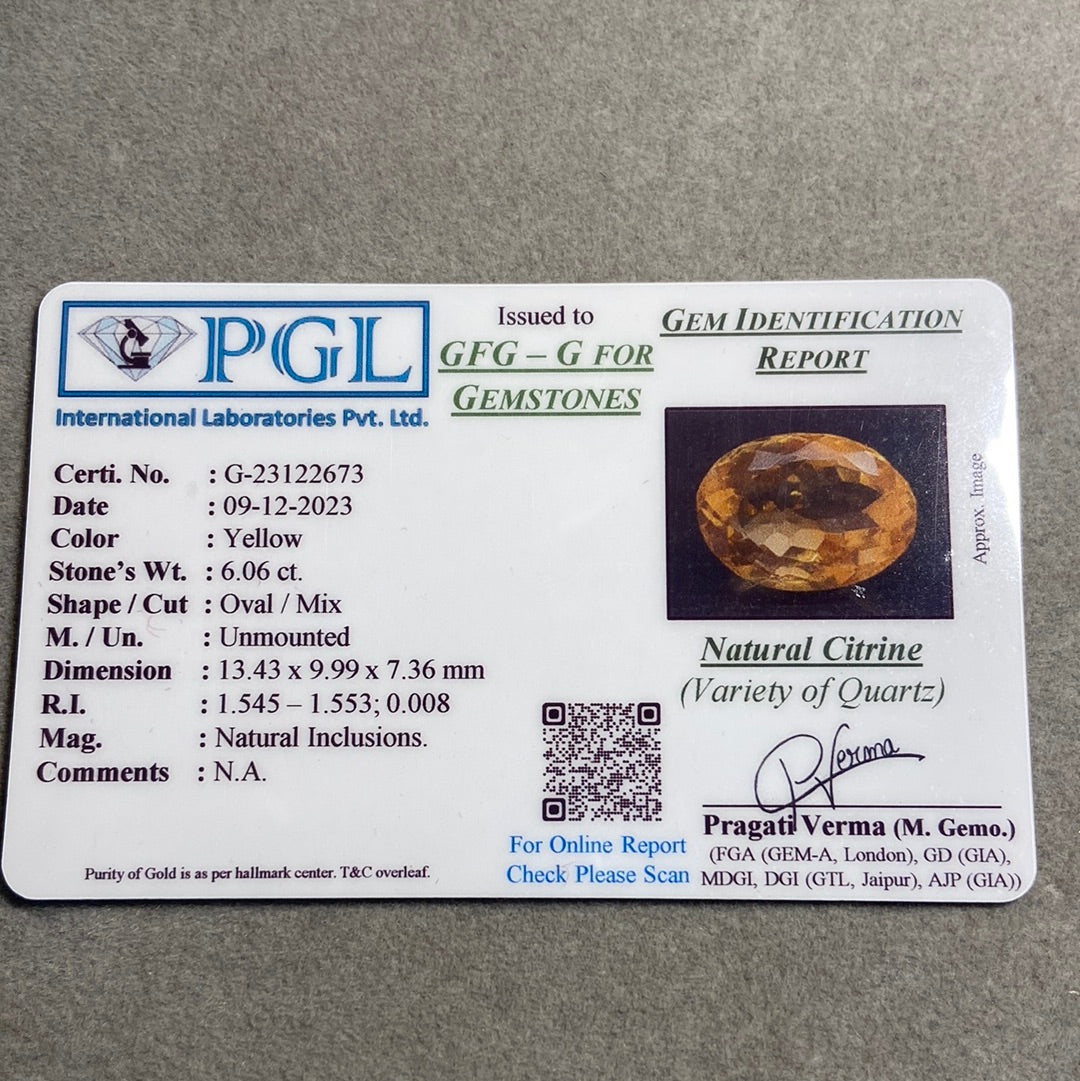 PGL
International Laboratories Pvt. Ltd.
Issued to
GFG – G FOR
GEMSTONES
GEM IDENTIFICATION
REPORT
Certi. No. : G-23122673
Date : 09-12-2023
Color : Yellow
Stone's Wt. : 6.06 ct.
Shape / Cut : Oval / Mix
M. / Un. : Unmounted
Dimension : 13.43 x 9.99 x 7.36 mm
R.I. : 1.545 – 1.553; 0.008
Mag. : Natural Inclusions.
Comments : N.A.
Purity of Gold is as per hallmark center. T&C overleaf.
For Online Report
Check Please Scan
Approx. Image
Natural Citrine
(Variety of Quartz)
PVerma
Pragati Verma (M. Gemo.)
(FGA (GEM-A, London), GD (GIA),
MDGI, DGI (GTL, Jaipur), AJP (GIA))